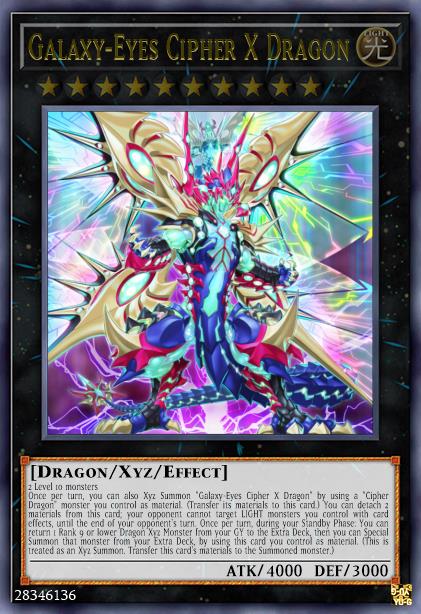 Galaxy-Eyes Cipher X Dragon
LIGHT
光
[Dragon/Xyz/Effect]
2 Level 10 monsters
Once per turn, you can also Xyz Summon "Galaxy-Eyes Cipher X Dragon" by using a "Cipher
Dragon" monster you control as material. (Transfer its materials to this card.) You can detach 2
materials from this card; your opponent cannot target LIGHT monsters you control with card
effects, until the end of your opponent's turn. Once per turn, during your Standby Phase: You can
return 1 Rank 9 or lower Dragon Xyz Monster from your GY to the Extra Deck, then you can Special
Summon that monster from your Extra Deck, by using this card you control as material. (This is
treated as an Xyz Summon. Transfer this card's materials to the Summoned monster.)
ATK/4000 DEF/3000
28346136